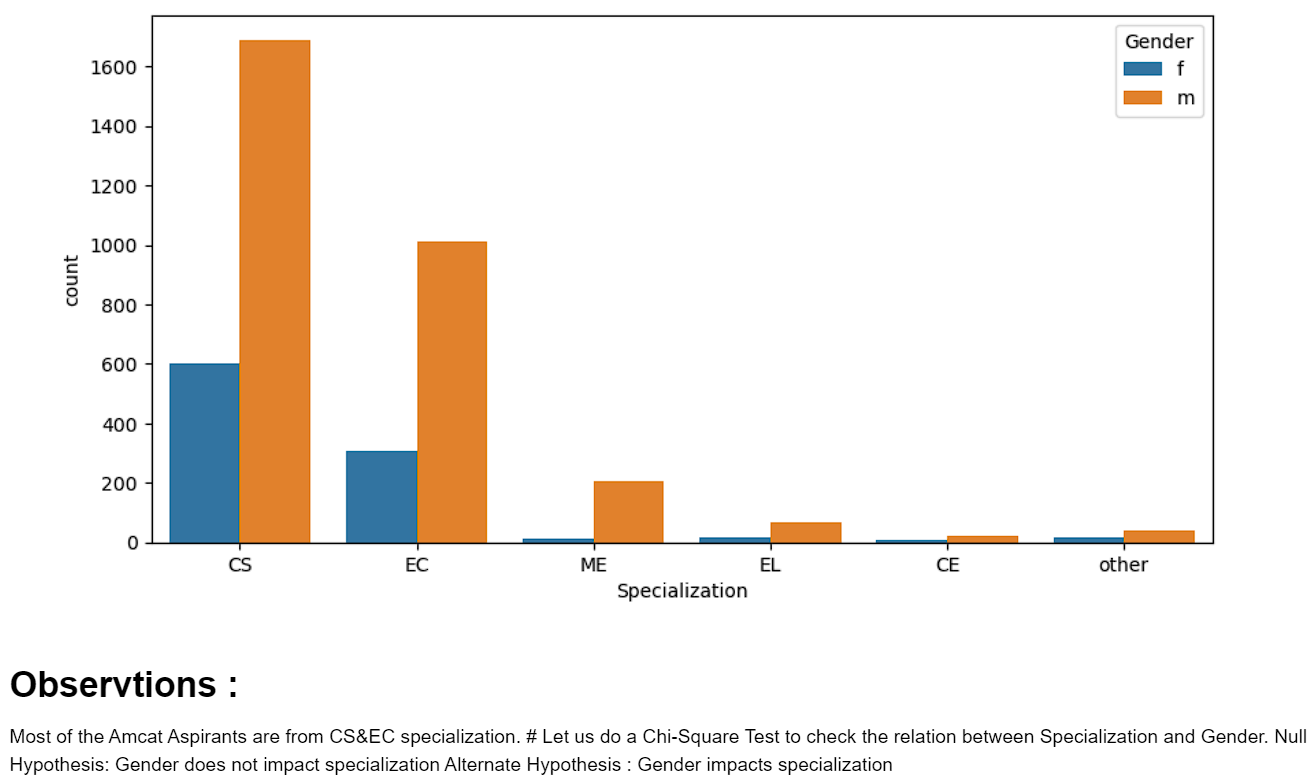 Gender
f
m
1600
1400
1200
1000
800
600
400
200
0
count
CS EC ME EL CE other
Specialization
Observtions :
Most of the Amcat Aspirants are from CS&EC specialization. # Let us do a Chi-Square Test to check the relation between Specialization and Gender. Null
Hypothesis: Gender does not impact specialization Alternate Hypothesis : Gender impacts specialization